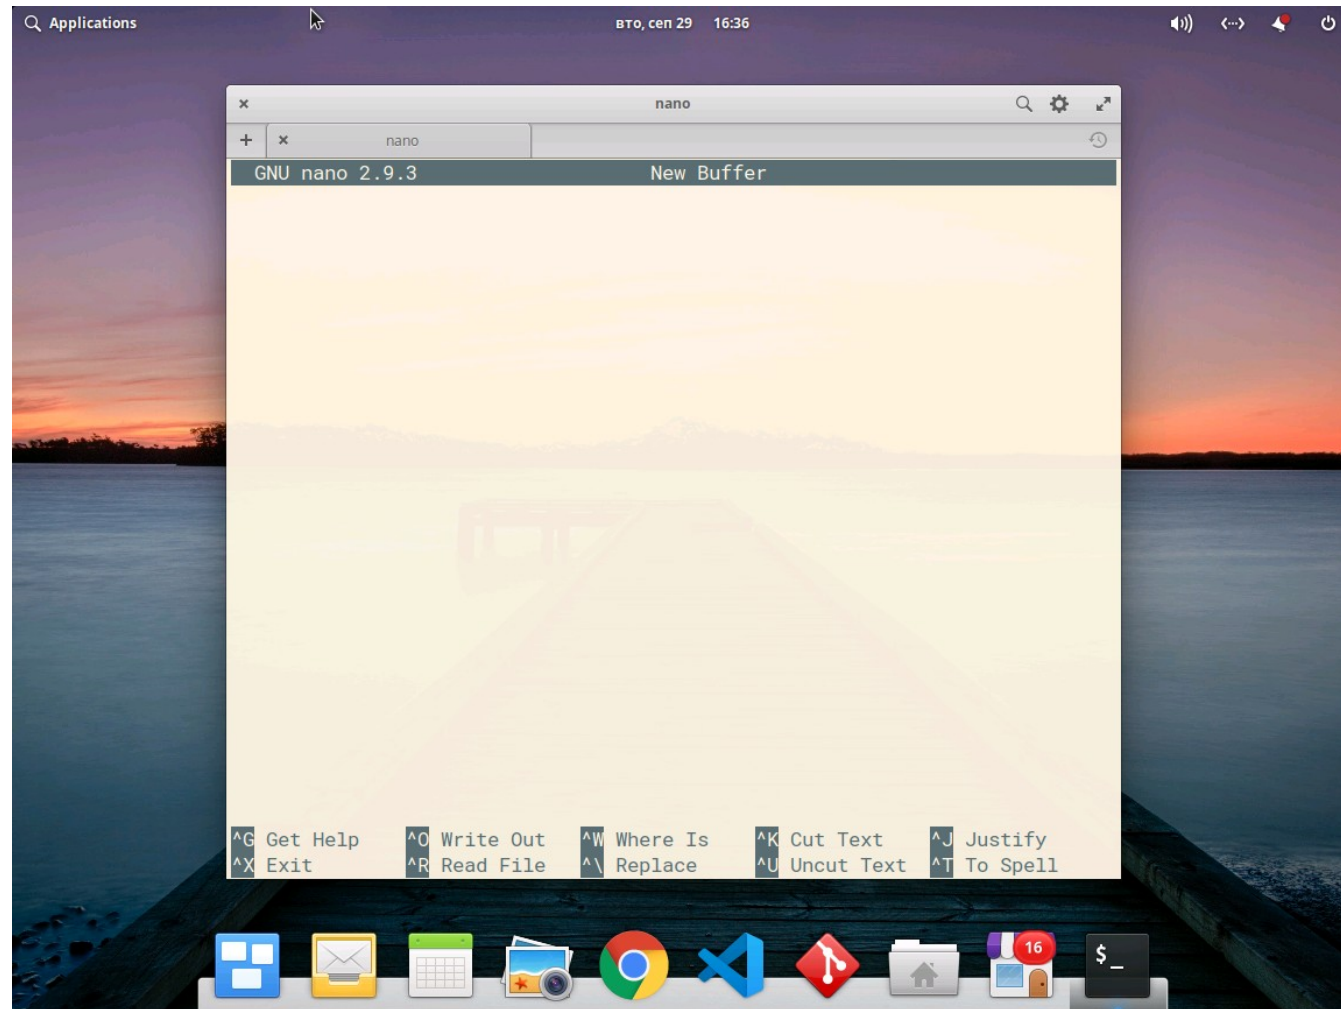 Applications
вто, сеп 29 16:36
nano
nano
GNU nano 2.9.3 New Buffer
^G Get Help ^O Write Out ^W Where Is ^K Cut Text ^J Justify
^X Exit ^R Read File ^\ Replace ^U Uncut Text ^T To Spell
16
$_